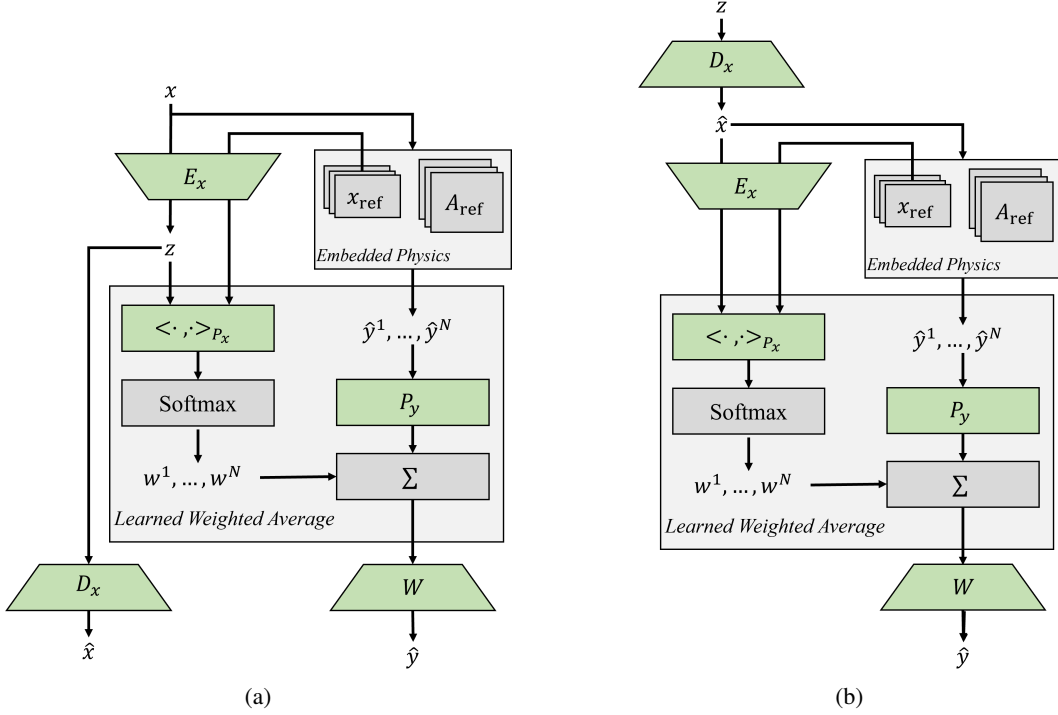 x
E_x
x_ref
A_ref
Embedded Physics
z
<·,·>_{P_x}
ŷ^1, ..., ŷ^N
Softmax
P_y
w^1, ..., w^N
Σ
Learned Weighted Average
D_x
W
x̂
ŷ
(a)
z
D_x
x̂
E_x
x_ref
A_ref
Embedded Physics
<·,·>_{P_x}
ŷ^1, ..., ŷ^N
Softmax
P_y
w^1, ..., w^N
Σ
Learned Weighted Average
W
ŷ
(b)